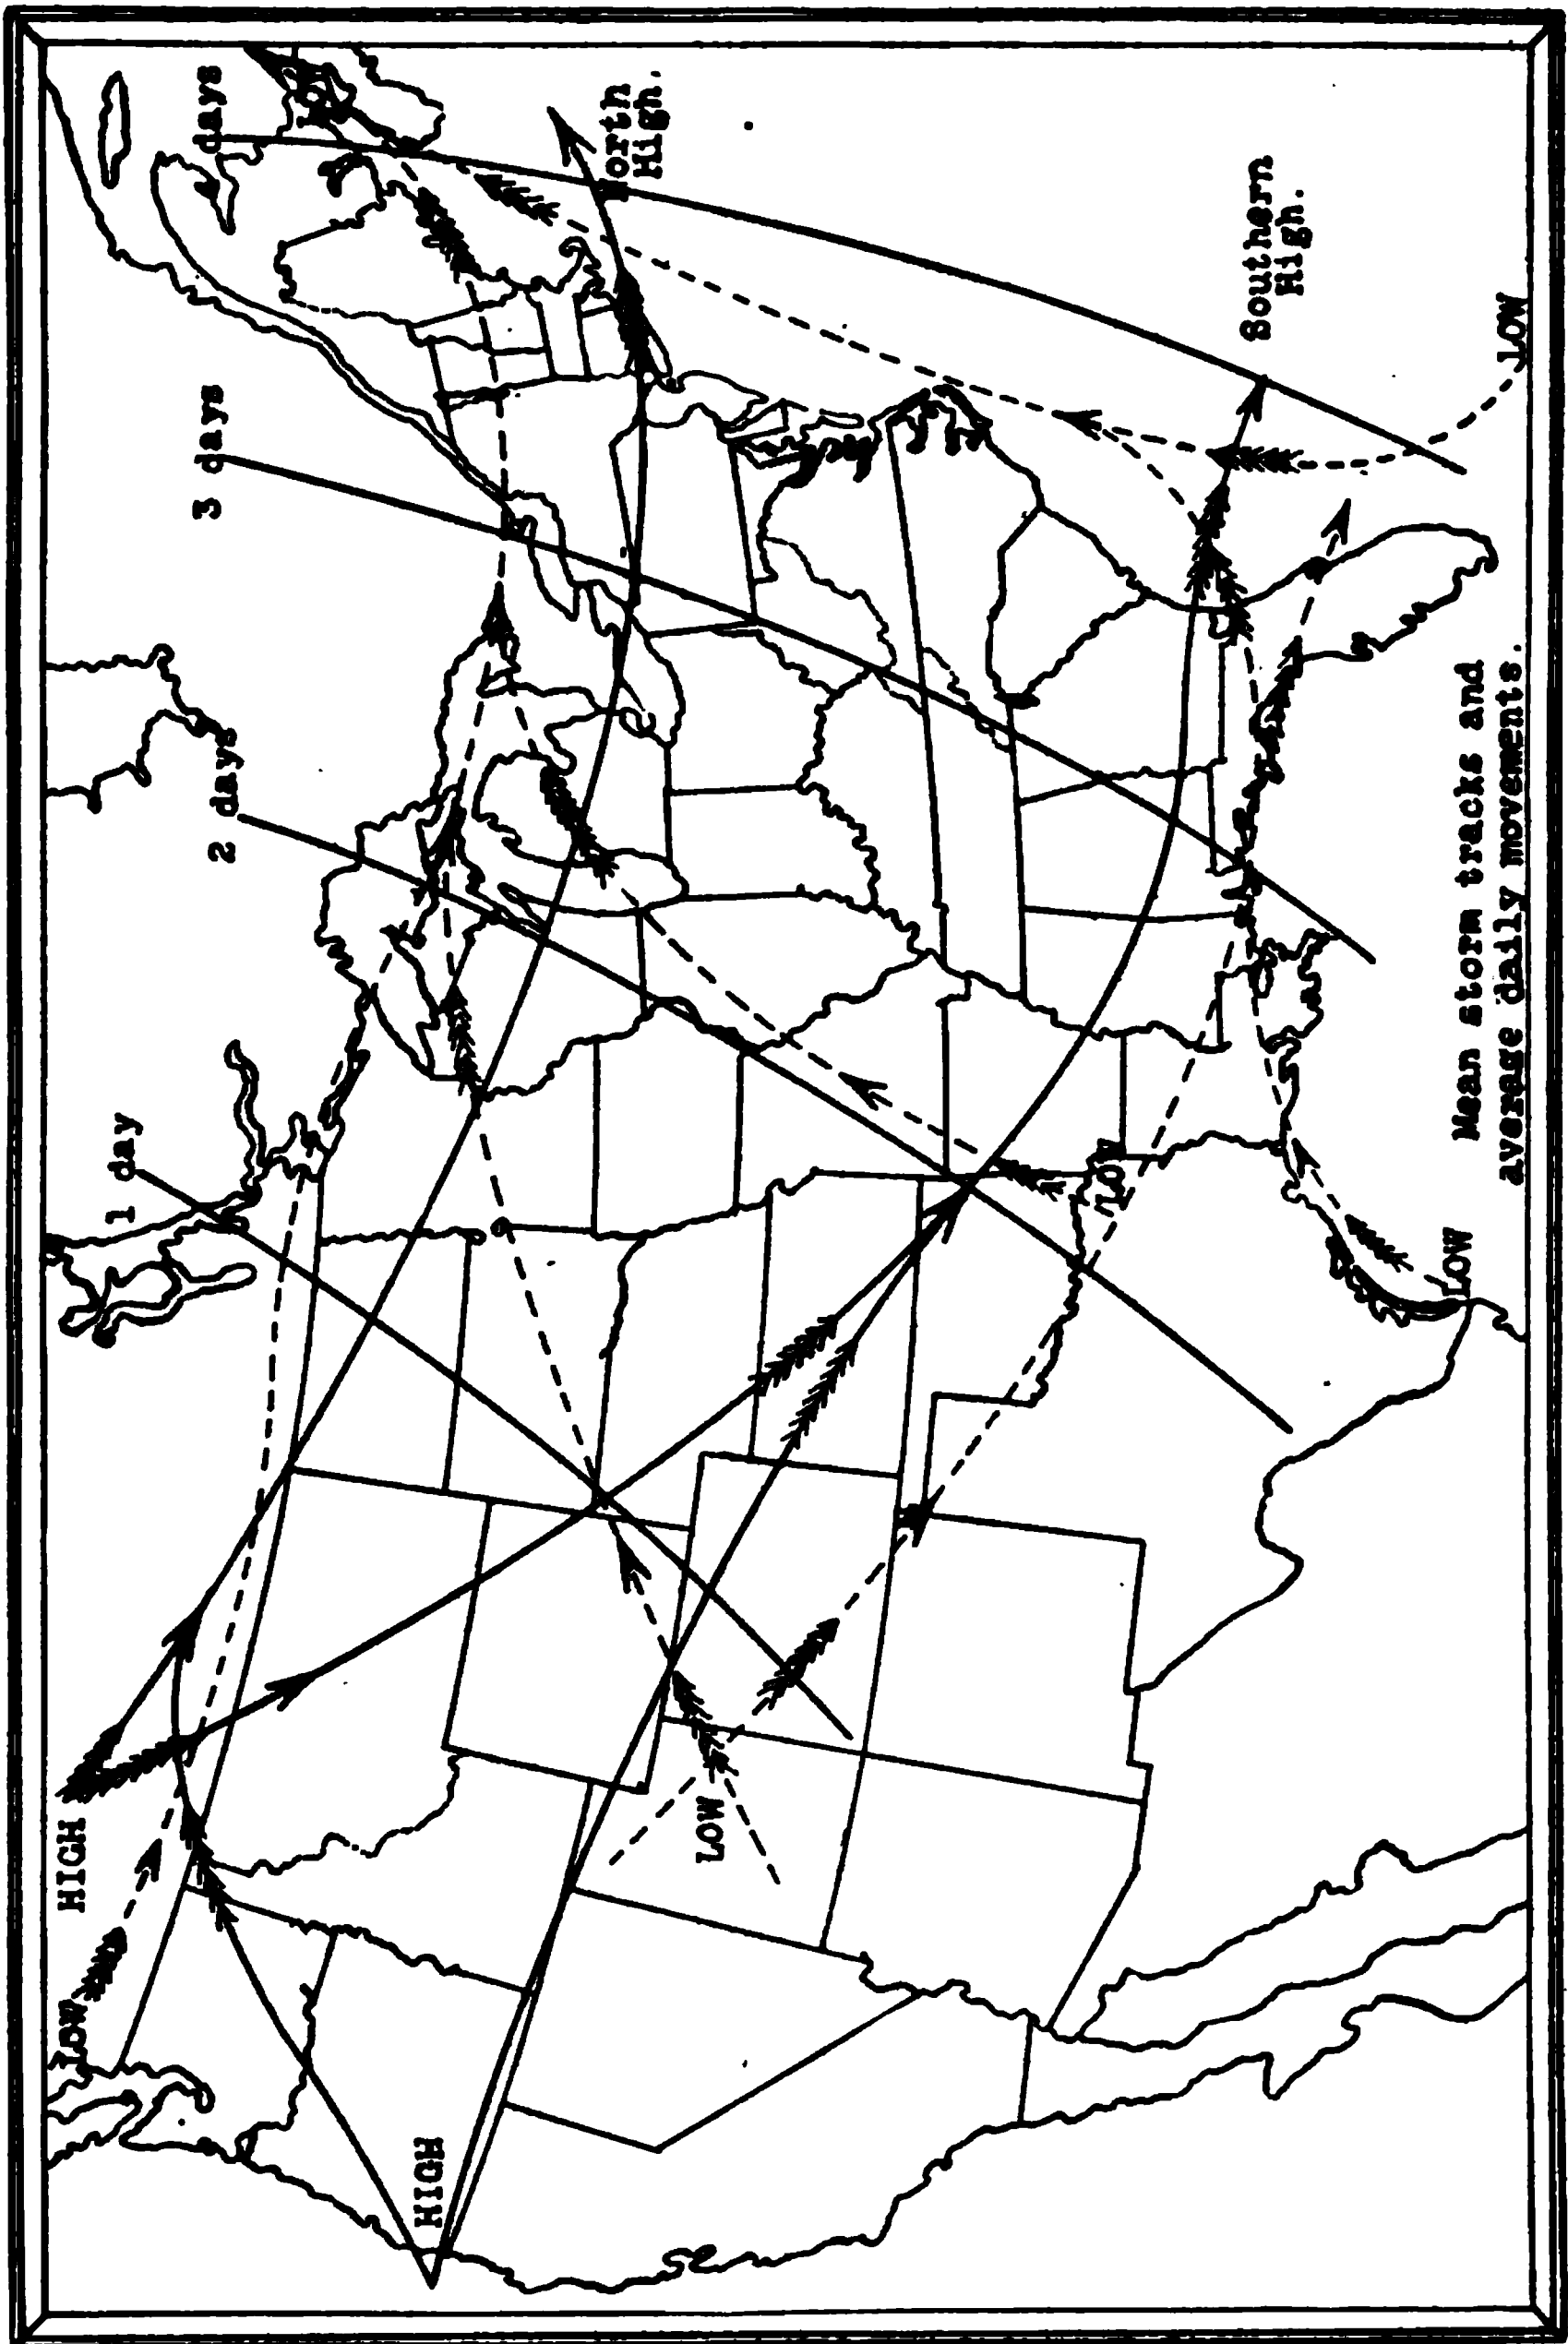 LOW
HIGH
1 day
2 days
3 days
days
HIGH
North
High.
LOW
LOW
Southern
High.
LOW
LOW
Mean storm tracks and
average daily movements.